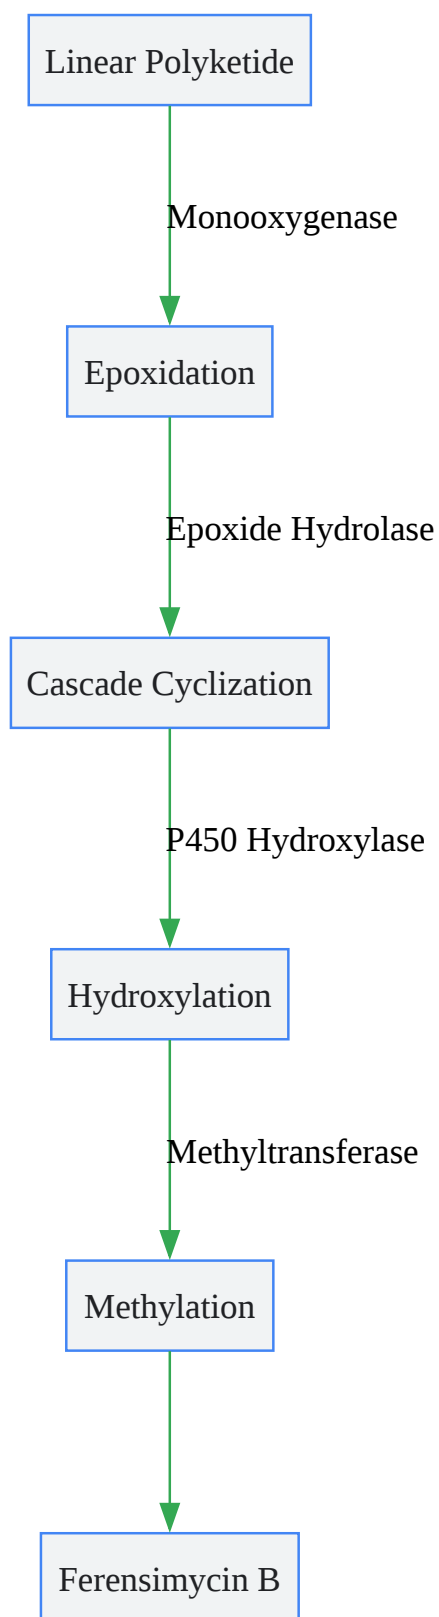 Linear Polyketide
Monooxygenase
Epoxidation
Epoxide Hydrolase
Cascade Cyclization
P450 Hydroxylase
Hydroxylation
Methyltransferase
Methylation
Ferensimycin B